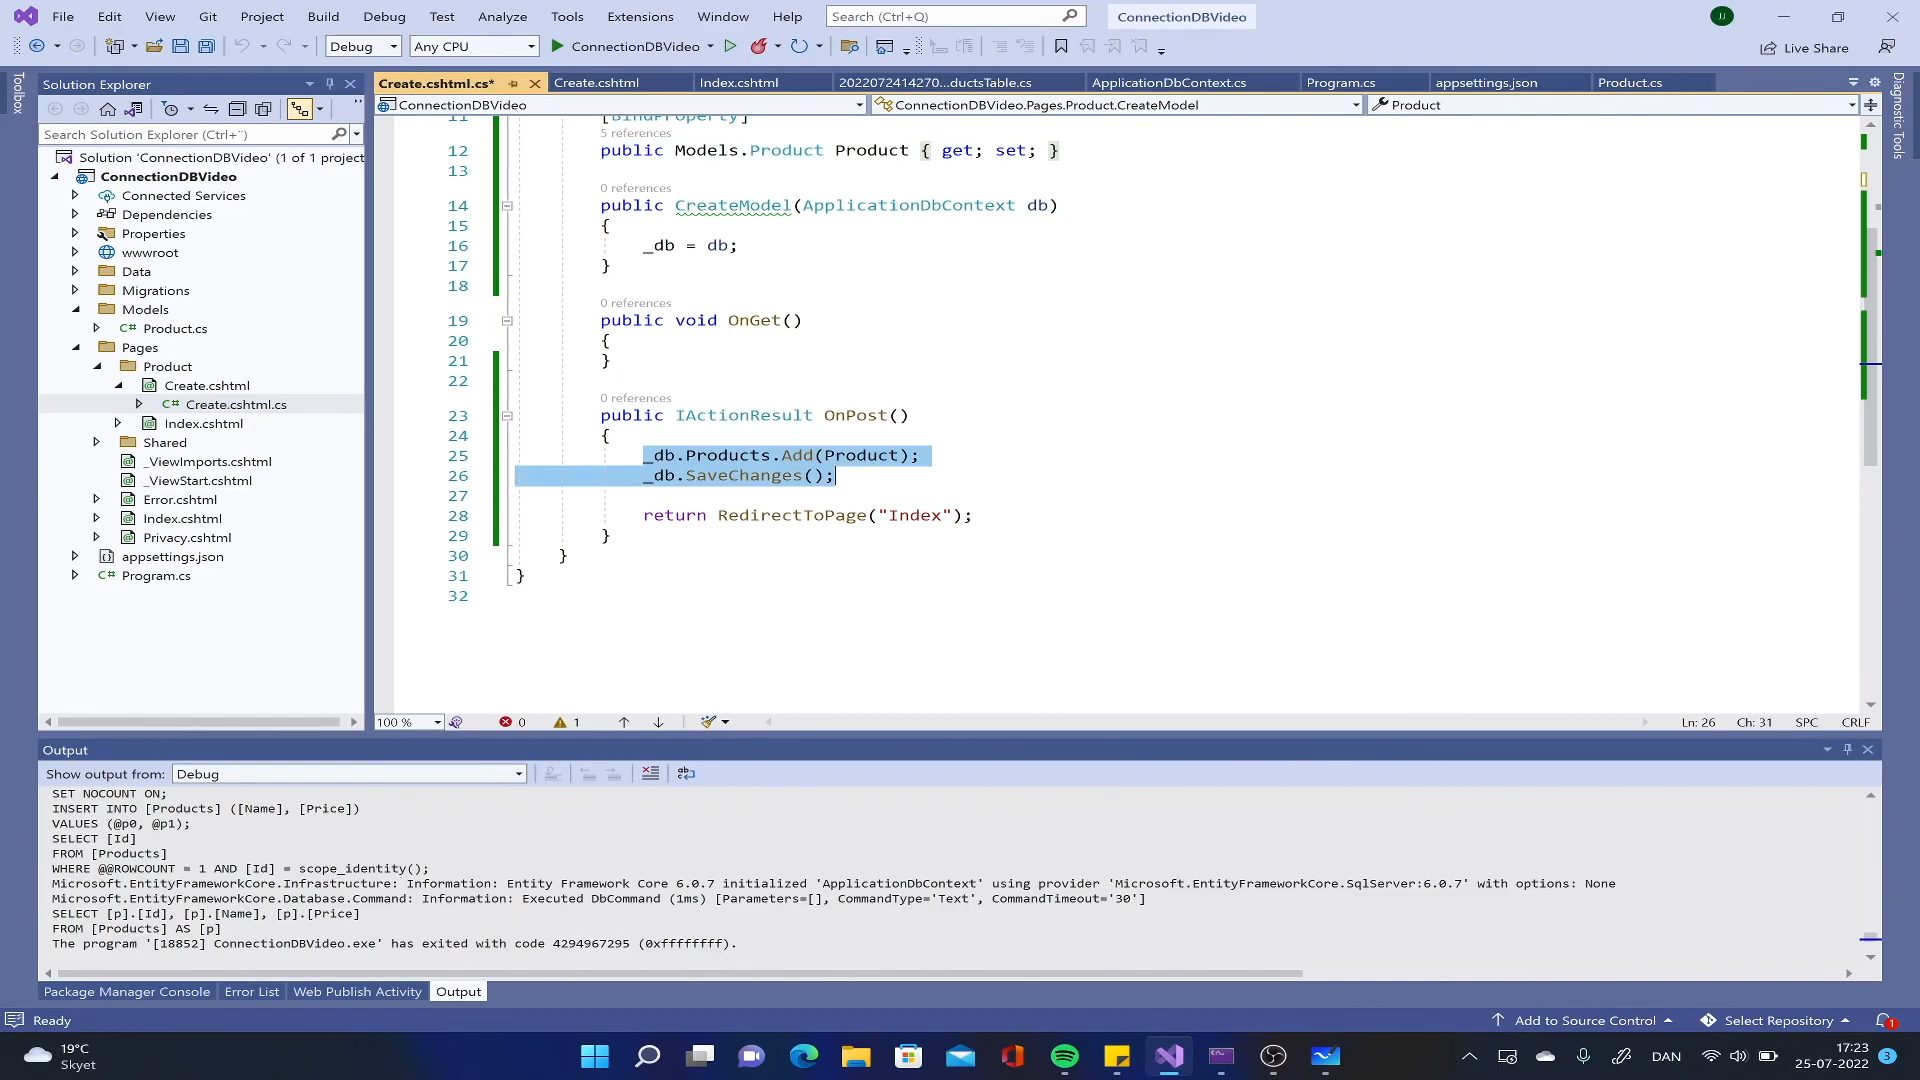 File Edit View Git Project Build Debug Test Analyze Tools Extensions Window Help Search (Ctrl+Q) ConnectionDBVideo JJ
Debug Any CPU ConnectionDBVideo Live Share
Toolbox
Solution Explorer
Search Solution Explorer (Ctrl+¨)
Solution 'ConnectionDBVideo' (1 of 1 project
ConnectionDBVideo
Connected Services
Dependencies
Properties
wwwroot
Data
Migrations
Models
C# Product.cs
Pages
Product
Create.cshtml
C# Create.cshtml.cs
Index.cshtml
Shared
_ViewImports.cshtml
_ViewStart.cshtml
Error.cshtml
Index.cshtml
Privacy.cshtml
appsettings.json
C# Program.cs
Create.cshtml.cs* Create.cshtml Index.cshtml 2022072414270...ductsTable.cs ApplicationDbContext.cs Program.cs appsettings.json Product.cs
ConnectionDBVideo ConnectionDBVideo.Pages.Product.CreateModel Product
Diagnostic Tools
11 [BindProperty]
5 references
12 public Models.Product Product { get; set; }
13
0 references
14 public CreateModel(ApplicationDbContext db)
15 {
16 _db = db;
17 }
18
0 references
19 public void OnGet()
20 {
21 }
22
0 references
23 public IActionResult OnPost()
24 {
25 _db.Products.Add(Product);
26 _db.SaveChanges();
27
28 return RedirectToPage("Index");
29 }
30 }
31 }
32
100 % 0 1 Ln: 26 Ch: 31 SPC CRLF
Output
Show output from: Debug
SET NOCOUNT ON;
INSERT INTO [Products] ([Name], [Price])
VALUES (@p0, @p1);
SELECT [Id]
FROM [Products]
WHERE @@ROWCOUNT = 1 AND [Id] = scope_identity();
Microsoft.EntityFrameworkCore.Infrastructure: Information: Entity Framework Core 6.0.7 initialized 'ApplicationDbContext' using provider 'Microsoft.EntityFrameworkCore.SqlServer:6.0.7' with options: None
Microsoft.EntityFrameworkCore.Database.Command: Information: Executed DbCommand (1ms) [Parameters=[], CommandType='Text', CommandTimeout='30']
SELECT [p].[Id], [p].[Name], [p].[Price]
FROM [Products] AS [p]
The program '[18852] ConnectionDBVideo.exe' has exited with code 4294967295 (0xffffffff).
Package Manager Console Error List Web Publish Activity Output
Ready Add to Source Control Select Repository 1
19°C
Skyet
DAN
17:23
25-07-2022
3